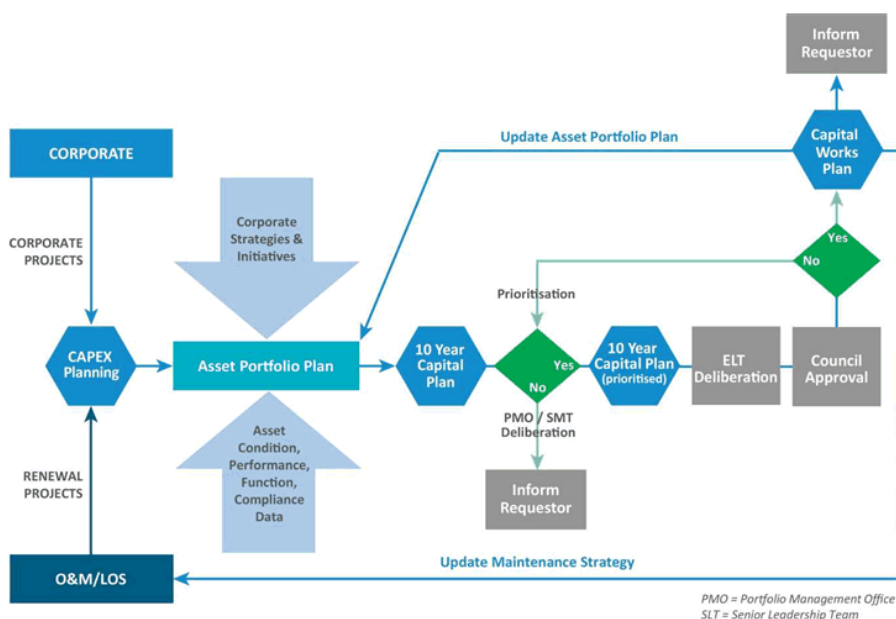 Inform
Requestor
Update Asset Portfolio Plan
Capital
Works
Plan
CORPORATE
CORPORATE
PROJECTS
Corporate
Strategies &
Initiatives
Yes
No
Prioritisation
CAPEX
Planning
Asset Portfolio Plan
10 Year
Capital
Plan
Yes
No
10 Year
Capital Plan
(prioritised)
ELT
Deliberation
Council
Approval
PMO / SMT
Deliberation
Asset
Condition,
Performance,
Function,
Compliance
Data
RENEWAL
PROJECTS
Inform
Requestor
O&M/LOS
Update Maintenance Strategy
PMO = Portfolio Management Office
SLT = Senior Leadership Team